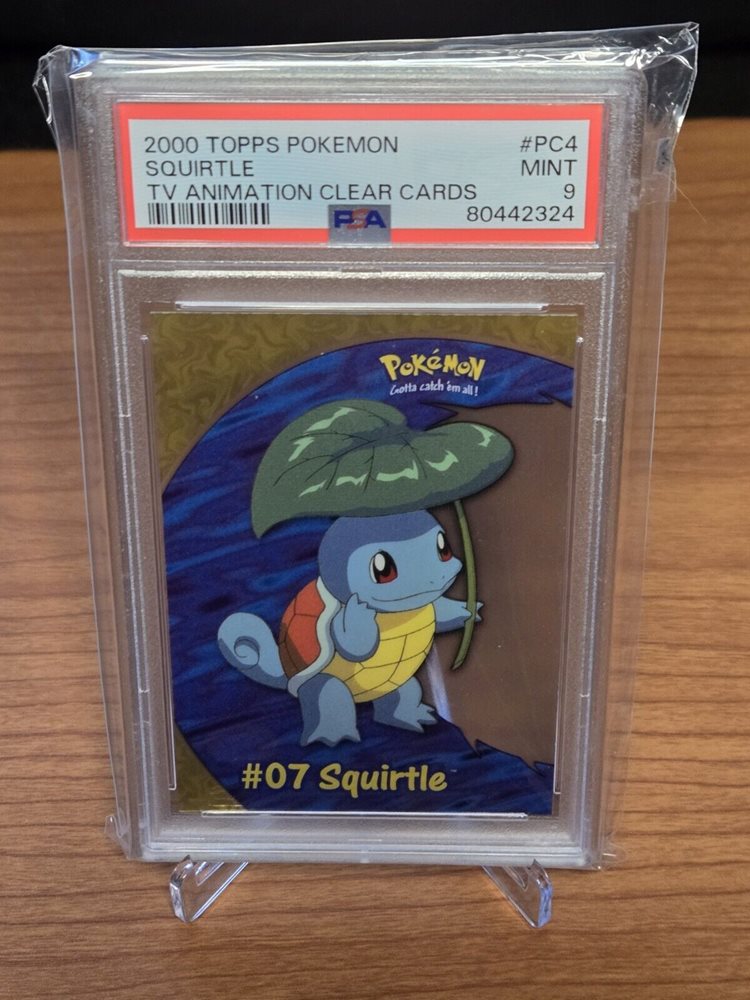 2000 TOPPS POKEMON #PC4
SQUIRTLE MINT
TV ANIMATION CLEAR CARDS 9
PSA 80442324
POKéMON
Gotta catch 'em all!
#07 Squirtle™